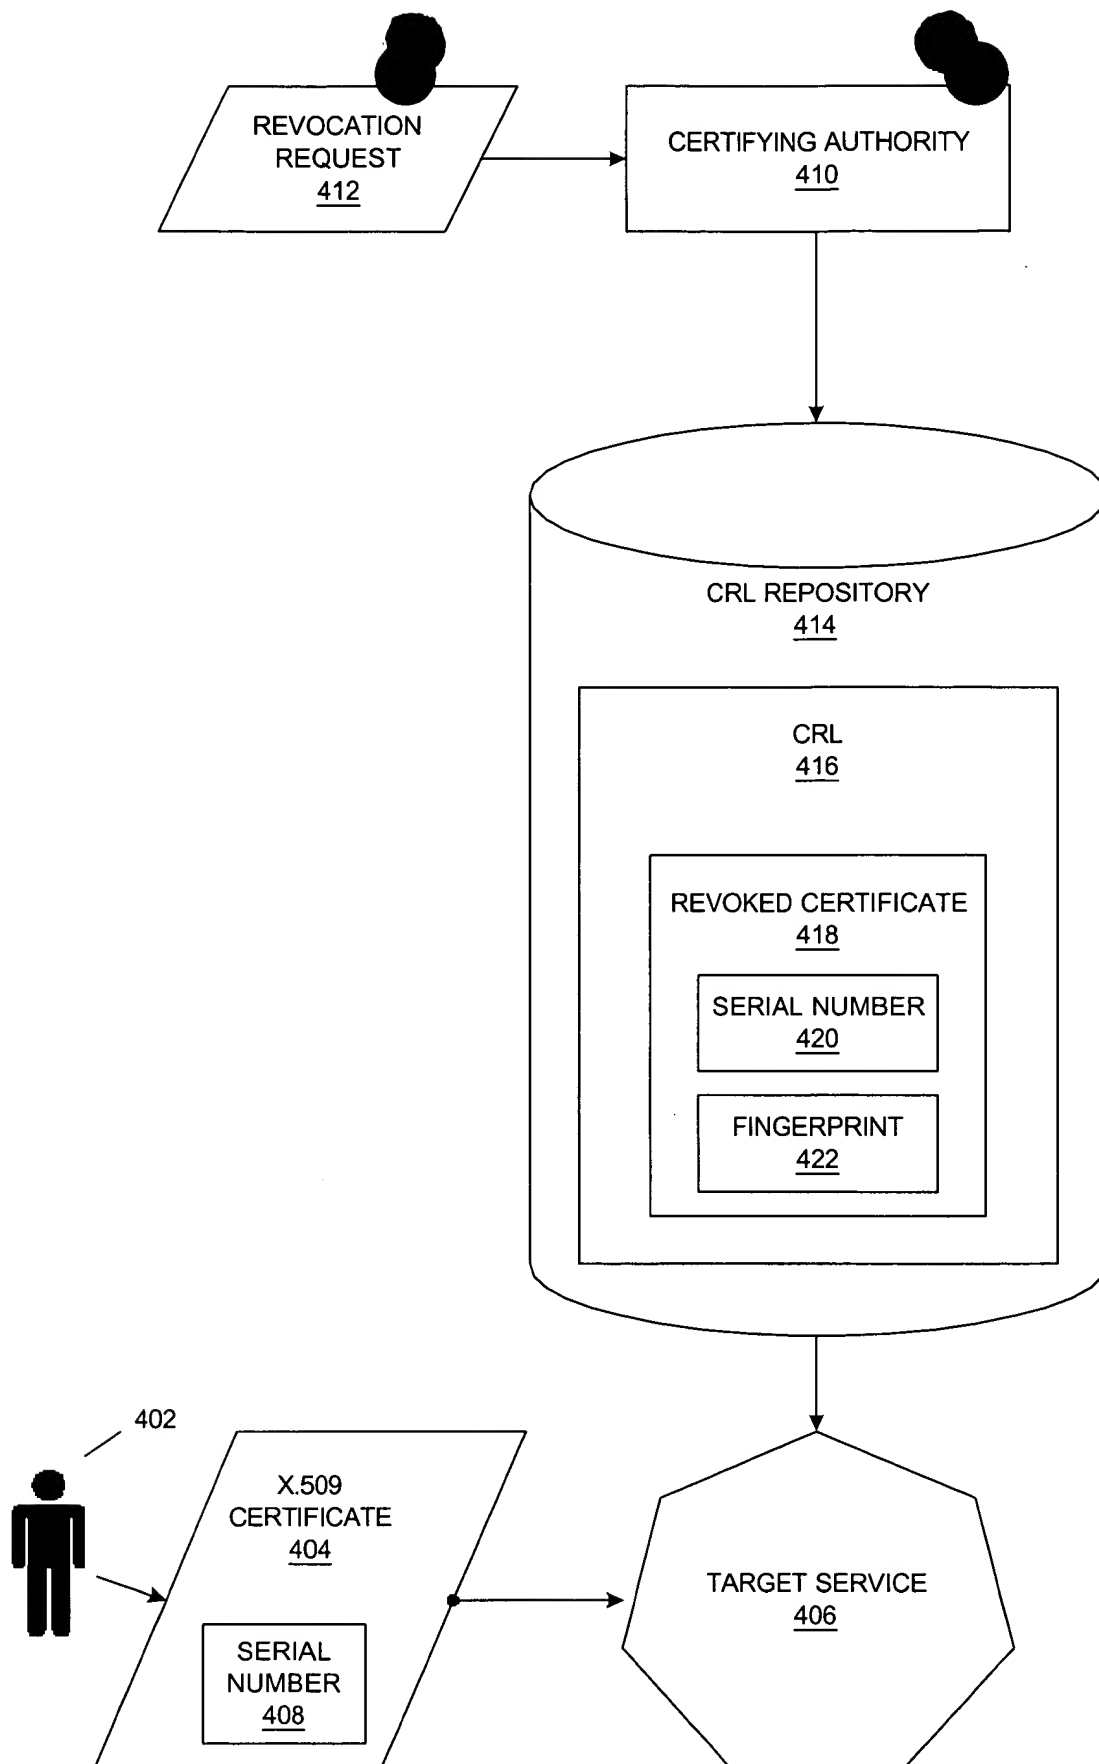 REVOCATION
REQUEST
412
CERTIFYING AUTHORITY
410
CRL REPOSITORY
414
CRL
416
REVOKED CERTIFICATE
418
SERIAL NUMBER
420
FINGERPRINT
422
402
X.509
CERTIFICATE
404
SERIAL
NUMBER
408
TARGET SERVICE
406